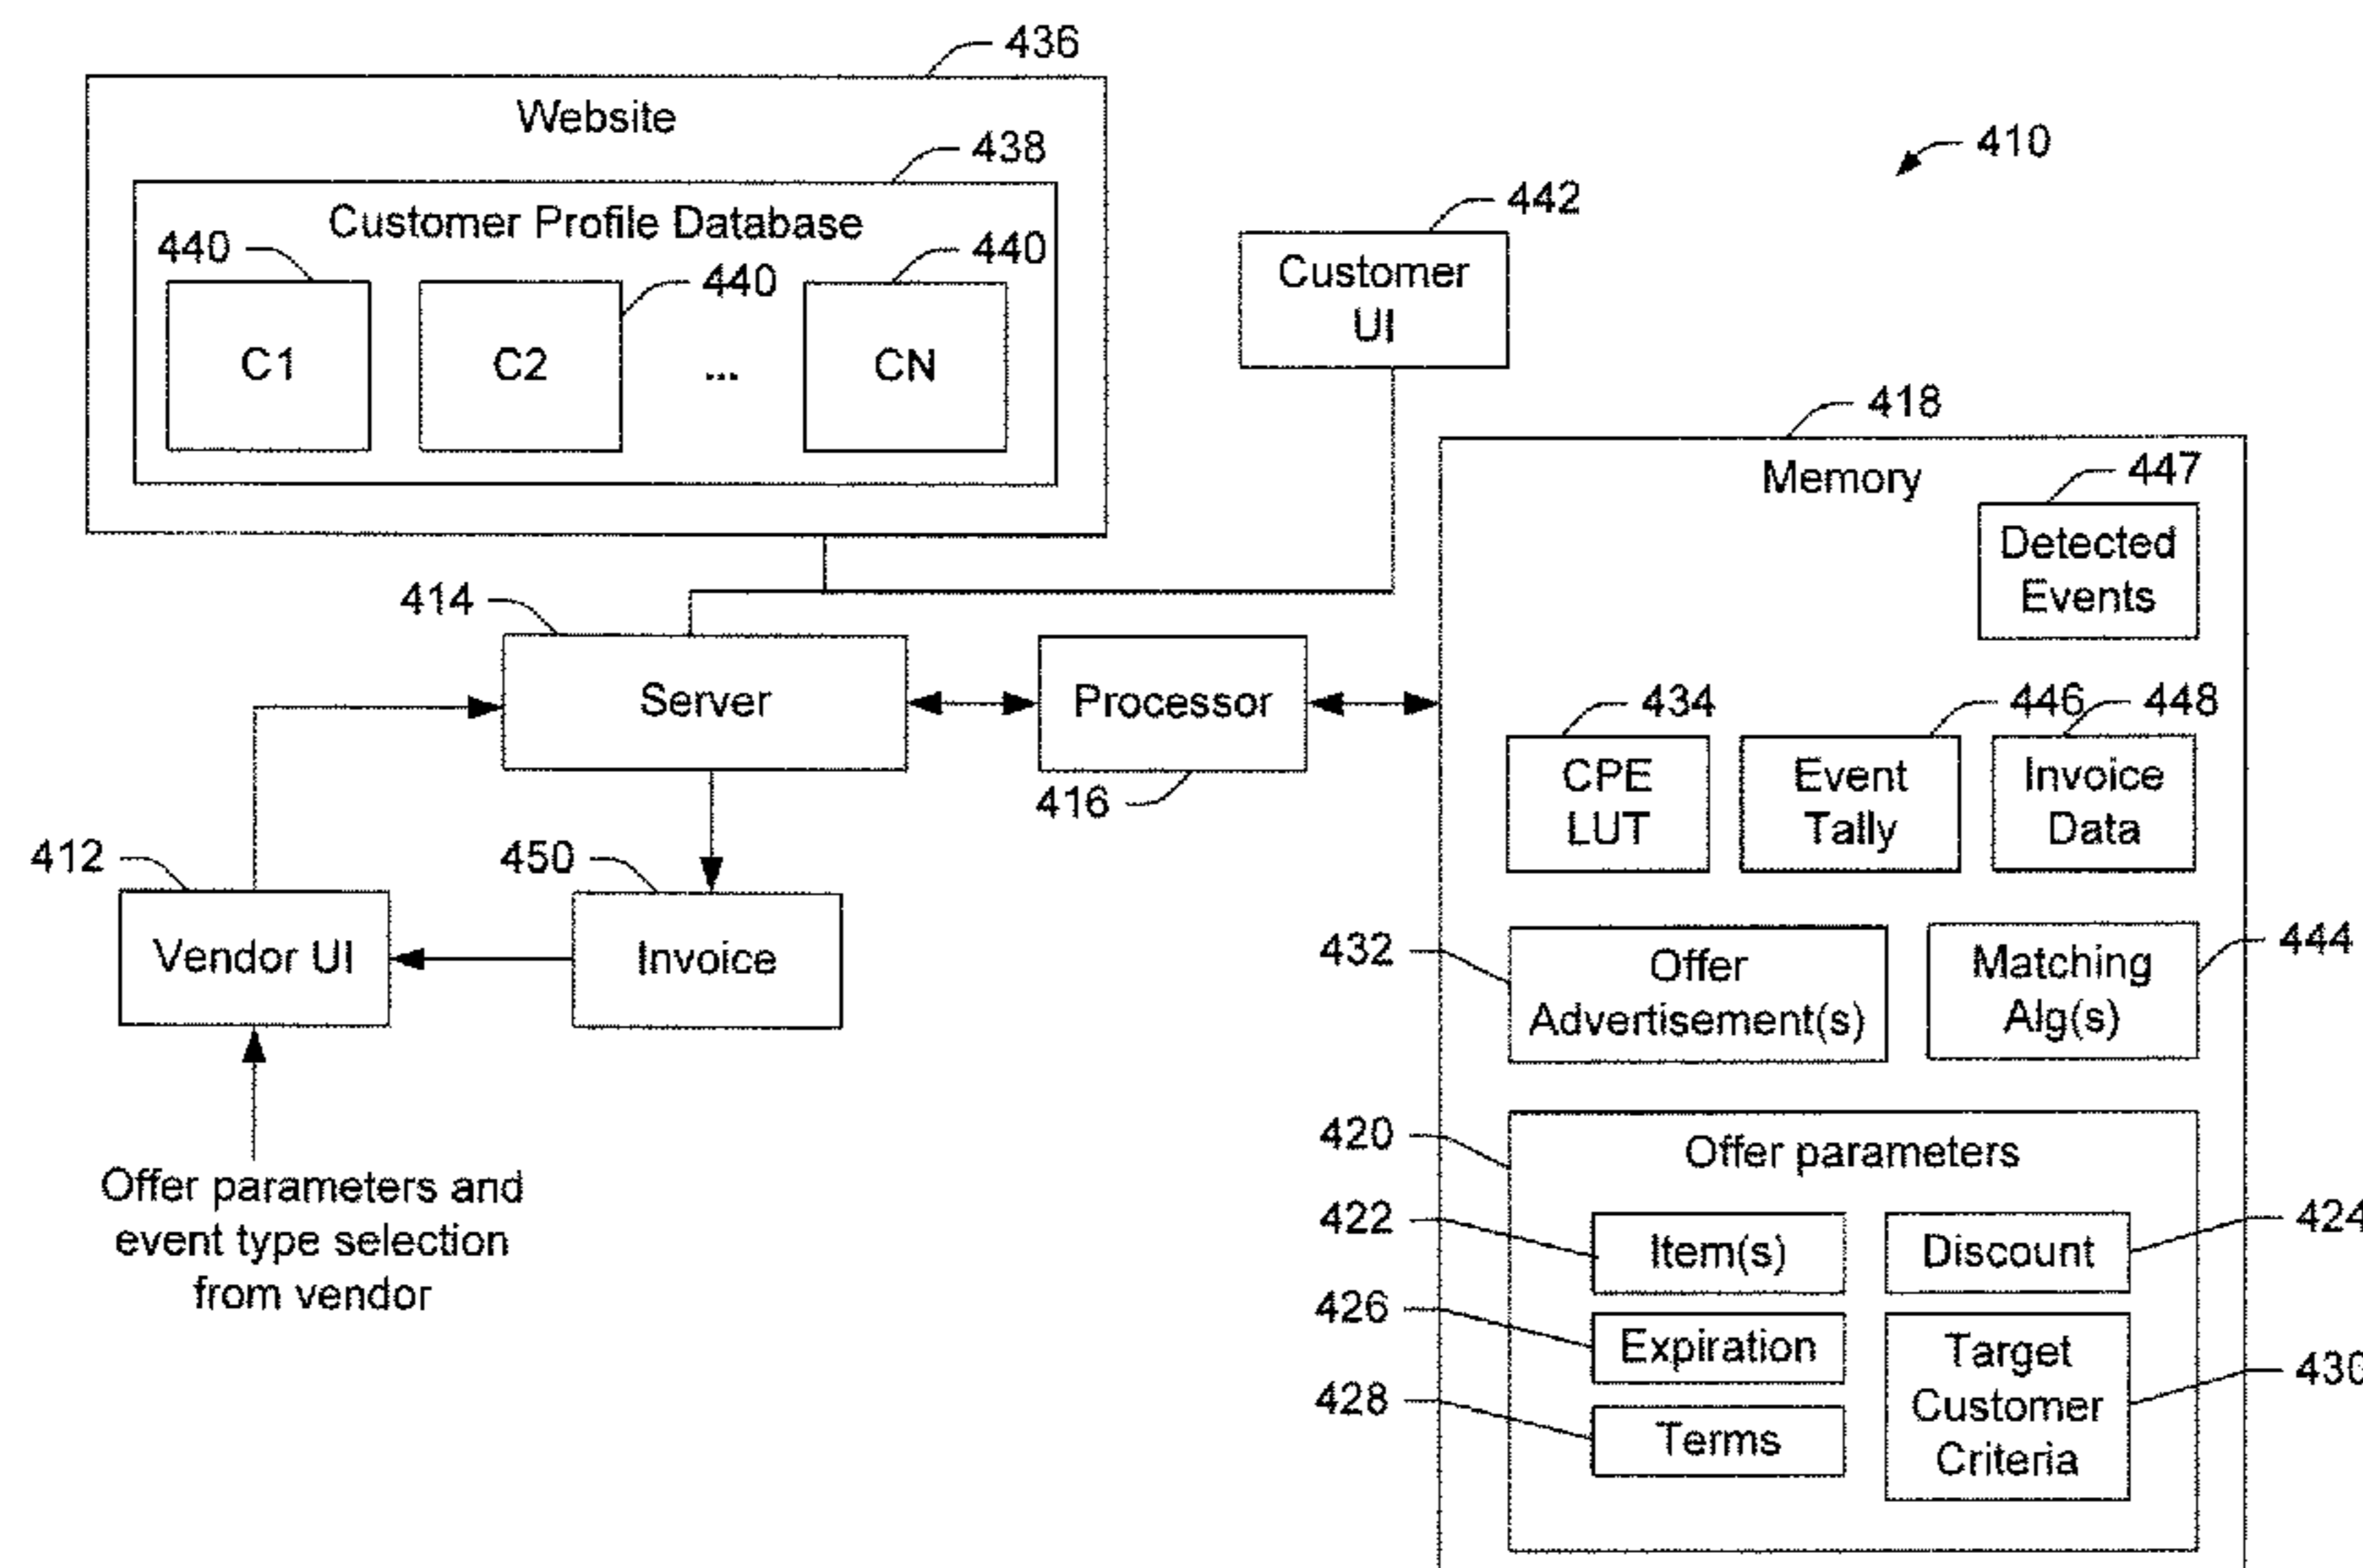 436
Website
438
Customer Profile Database
440
440
440
C1
C2
...
CN
410
442
Customer
UI
418
Memory
447
Detected
Events
414
Server
Processor
416
434
446
448
CPE
LUT
Event
Tally
Invoice
Data
412
450
Vendor UI
Invoice
432
Offer
Advertisement(s)
Matching
Alg(s)
444
Offer parameters and
event type selection
from vendor
420
Offer parameters
422
Item(s)
Discount
424
426
Expiration
428
Terms
Target
Customer
Criteria
430